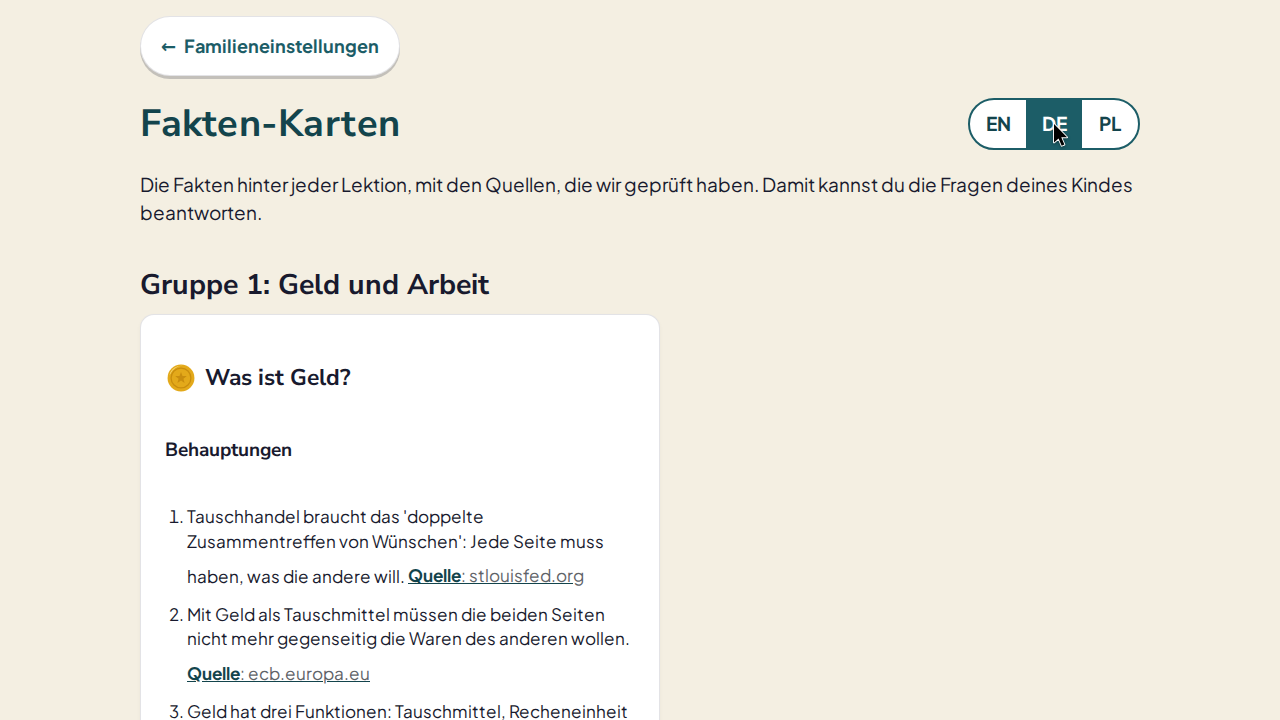 ← Familieneinstellungen
Fakten-Karten
EN DE PL
Die Fakten hinter jeder Lektion, mit den Quellen, die wir geprüft haben. Damit kannst du die Fragen deines Kindes
beantworten.
Gruppe 1: Geld und Arbeit
Was ist Geld?
Behauptungen
1. Tauschhandel braucht das 'doppelte
Zusammentreffen von Wünschen': Jede Seite muss
haben, was die andere will. Quelle: stlouisfed.org
2. Mit Geld als Tauschmittel müssen die beiden Seiten
nicht mehr gegenseitig die Waren des anderen wollen.
Quelle: ecb.europa.eu
3. Geld hat drei Funktionen: Tauschmittel, Recheneinheit